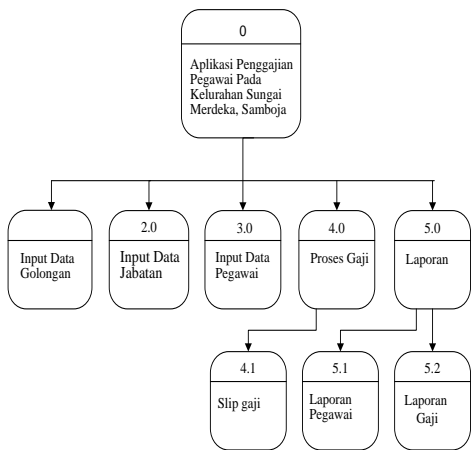 0
Aplikasi Penggajian
Pegawai Pada
Kelurahan Sungai
Merdeka, Samboja
Input Data
Golongan
2.0
Input Data
Jabatan
3.0
Input Data
Pegawai
4.0
Proses Gaji
5.0
Laporan
4.1
Slip gaji
5.1
Laporan
Pegawai
5.2
Laporan
Gaji